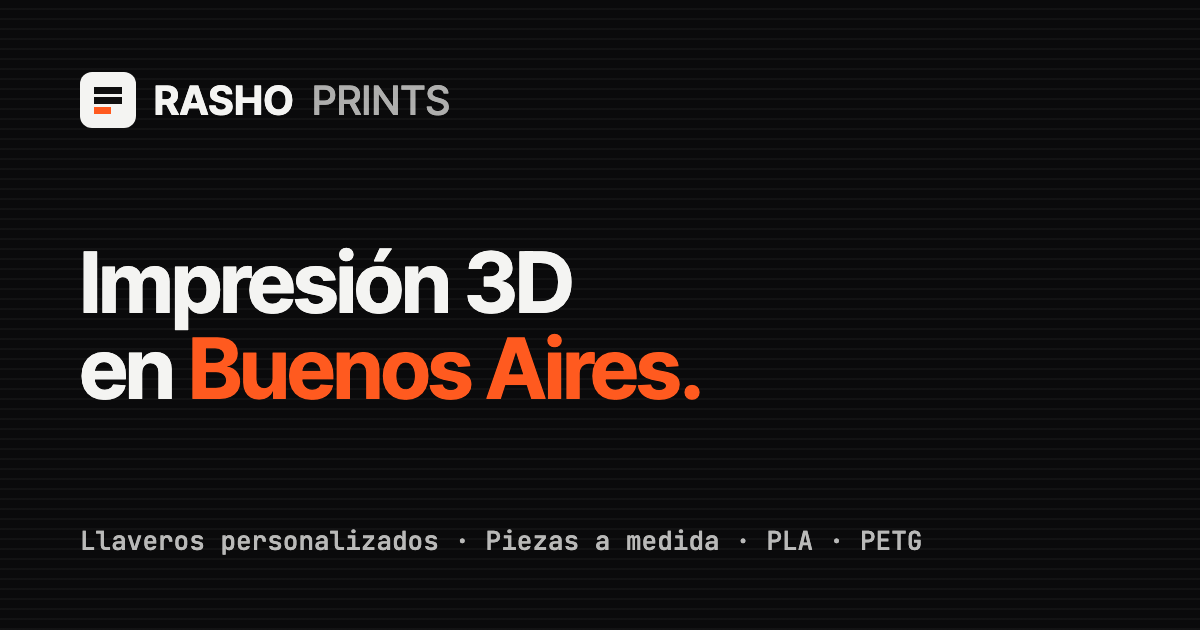 RASHO PRINTS
Impresión 3D
en Buenos Aires.
Llaveros personalizados · Piezas a medida · PLA · PETG